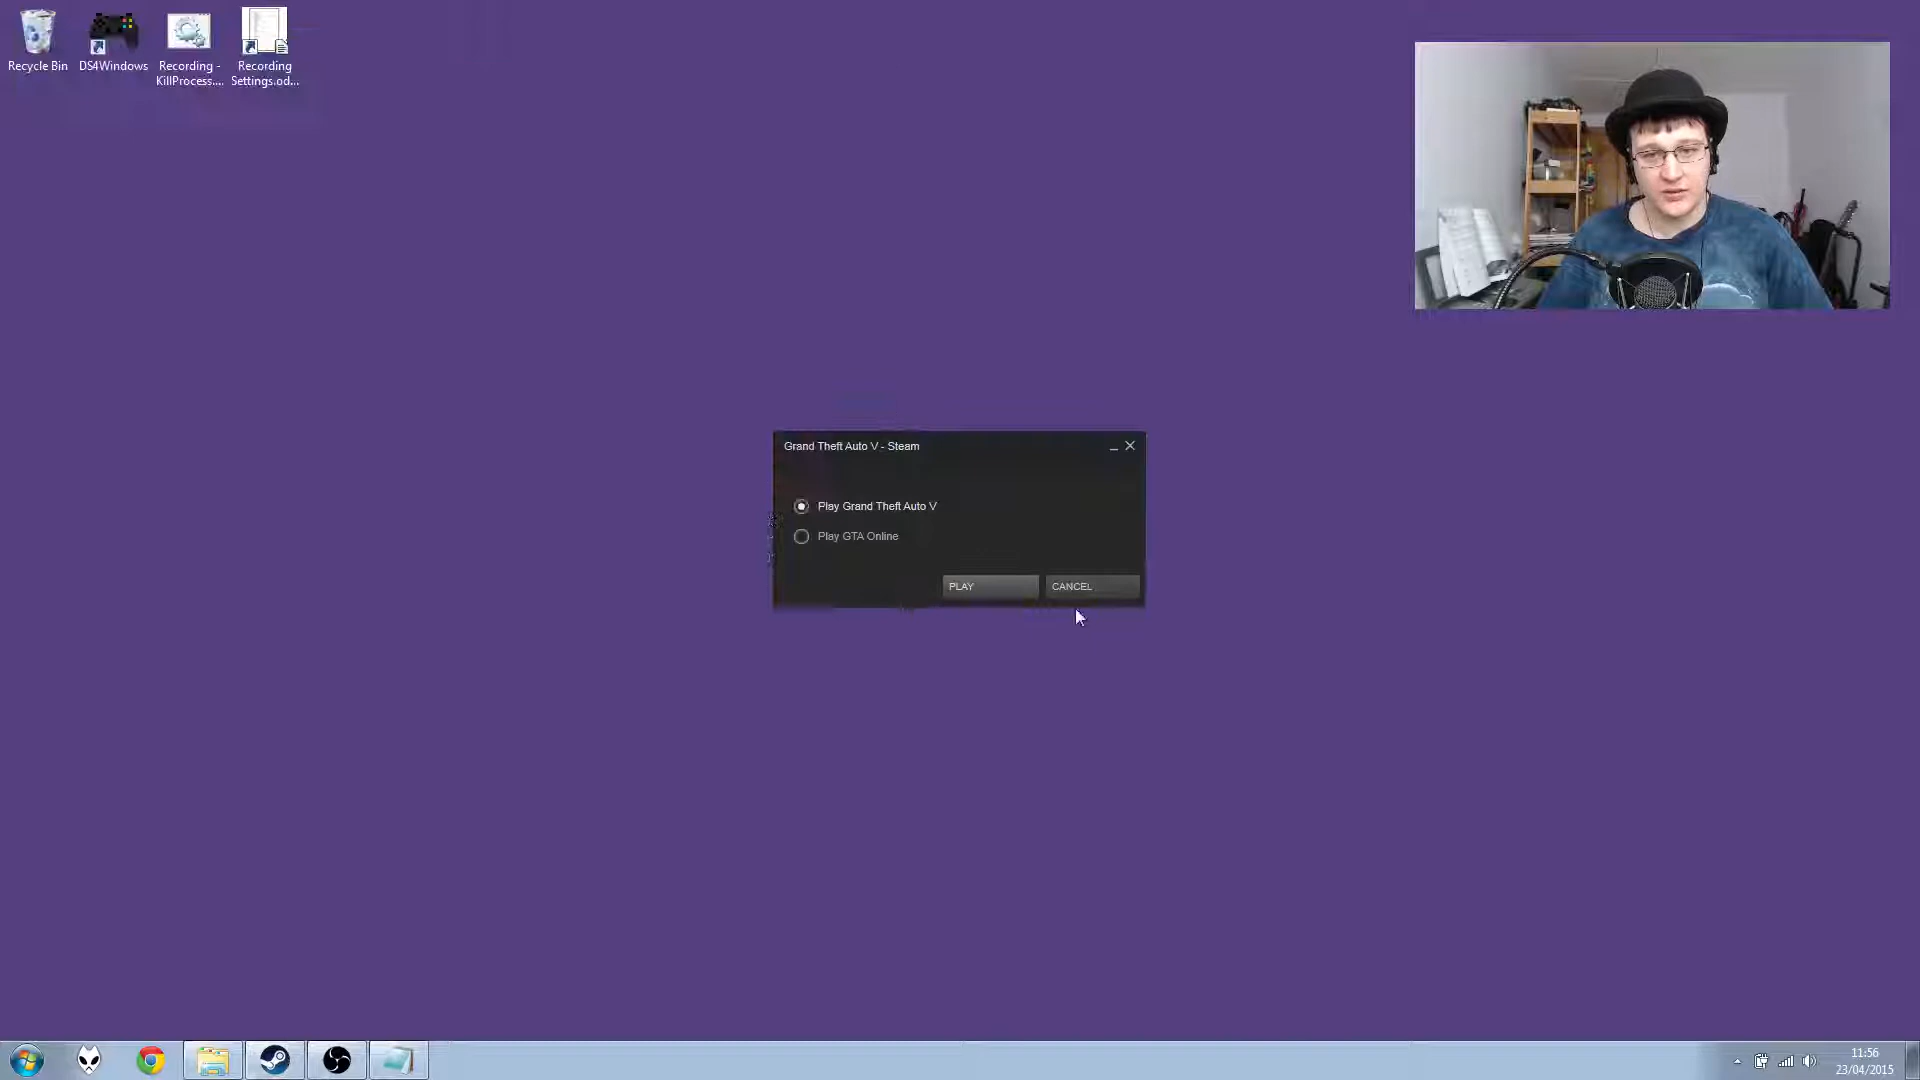 Recycle Bin
DS4Windows
Recording -
KillProcess....
Recording
Settings.od...
Grand Theft Auto V - Steam
Play Grand Theft Auto V
Play GTA Online
PLAY
CANCEL
11:56
23/04/2015